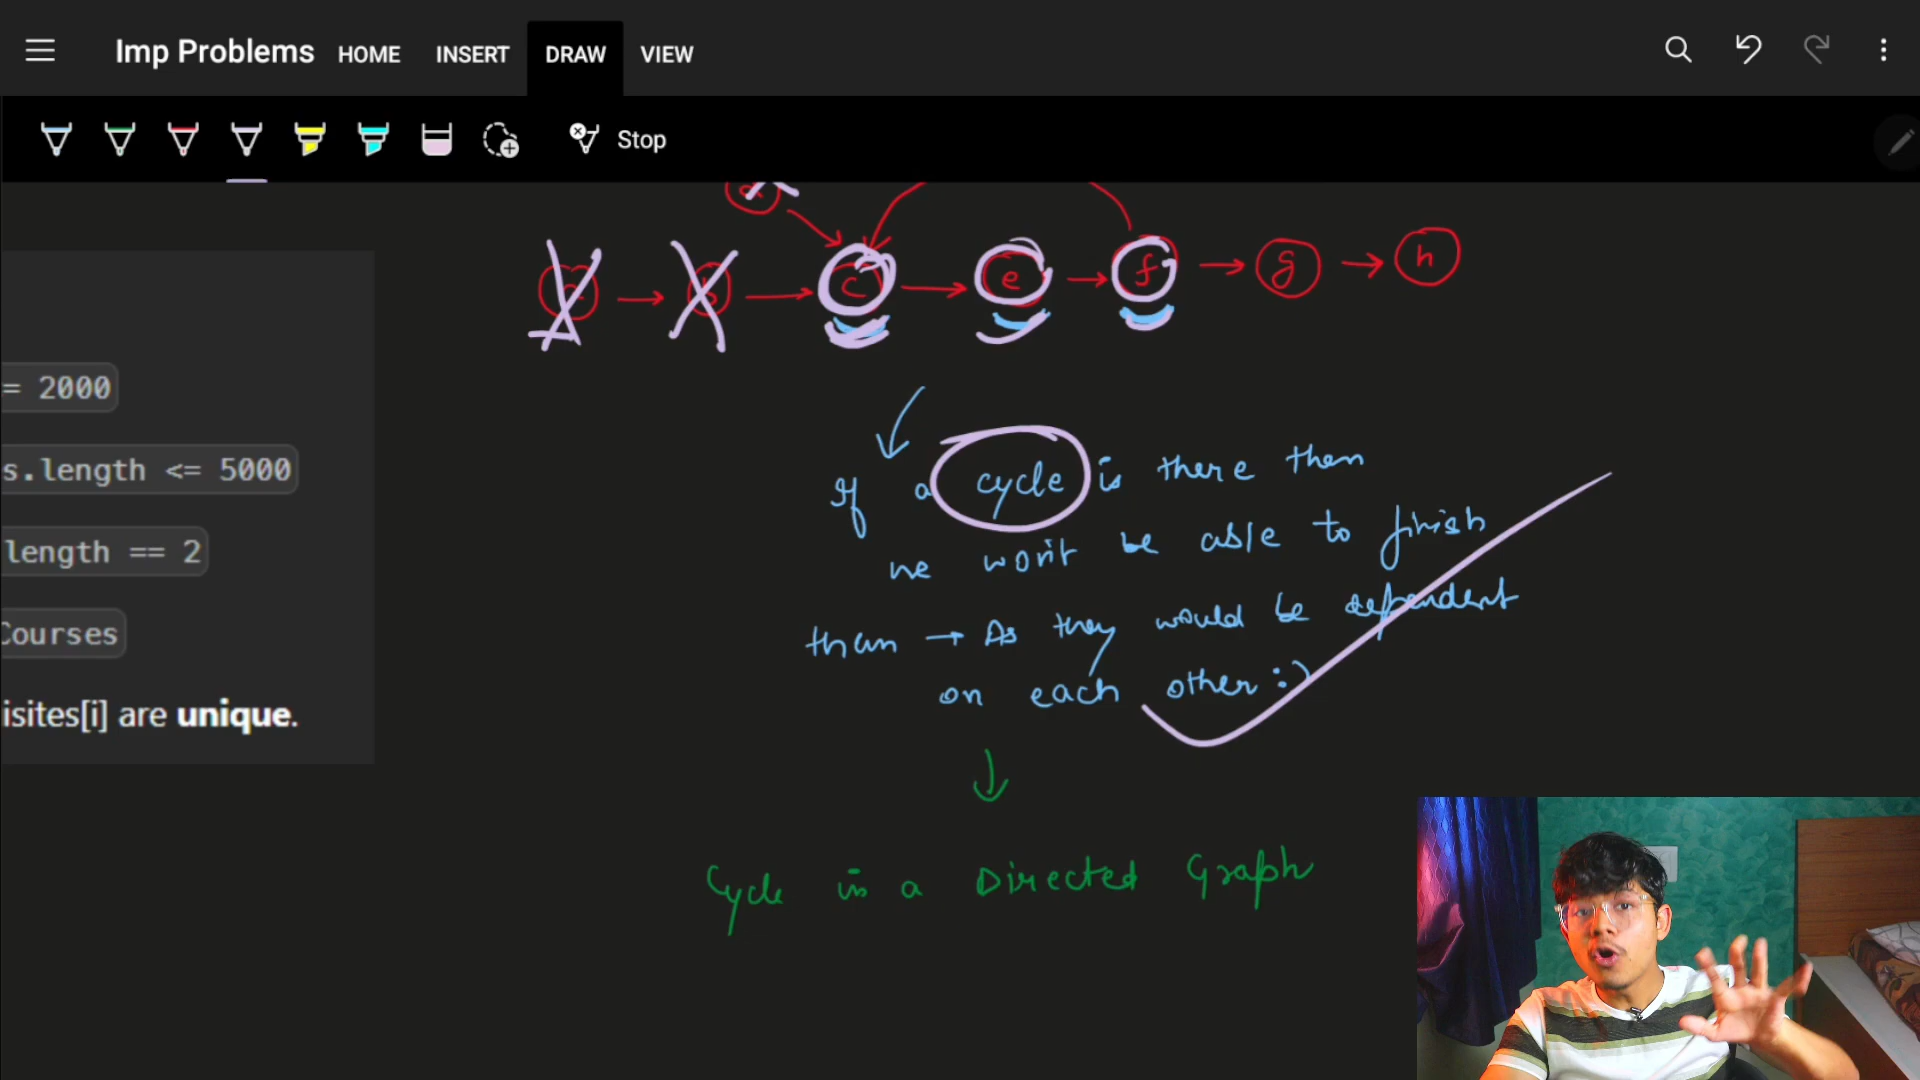 Imp Problems HOME INSERT DRAW VIEW
Stop
c e f g h
= 2000
s.length <= 5000
length == 2
Courses
isites[i] are unique.
If a cycle is there then
we won't be able to finish
them → As they would be dependent
on each other :)
Cycle in a Directed Graph